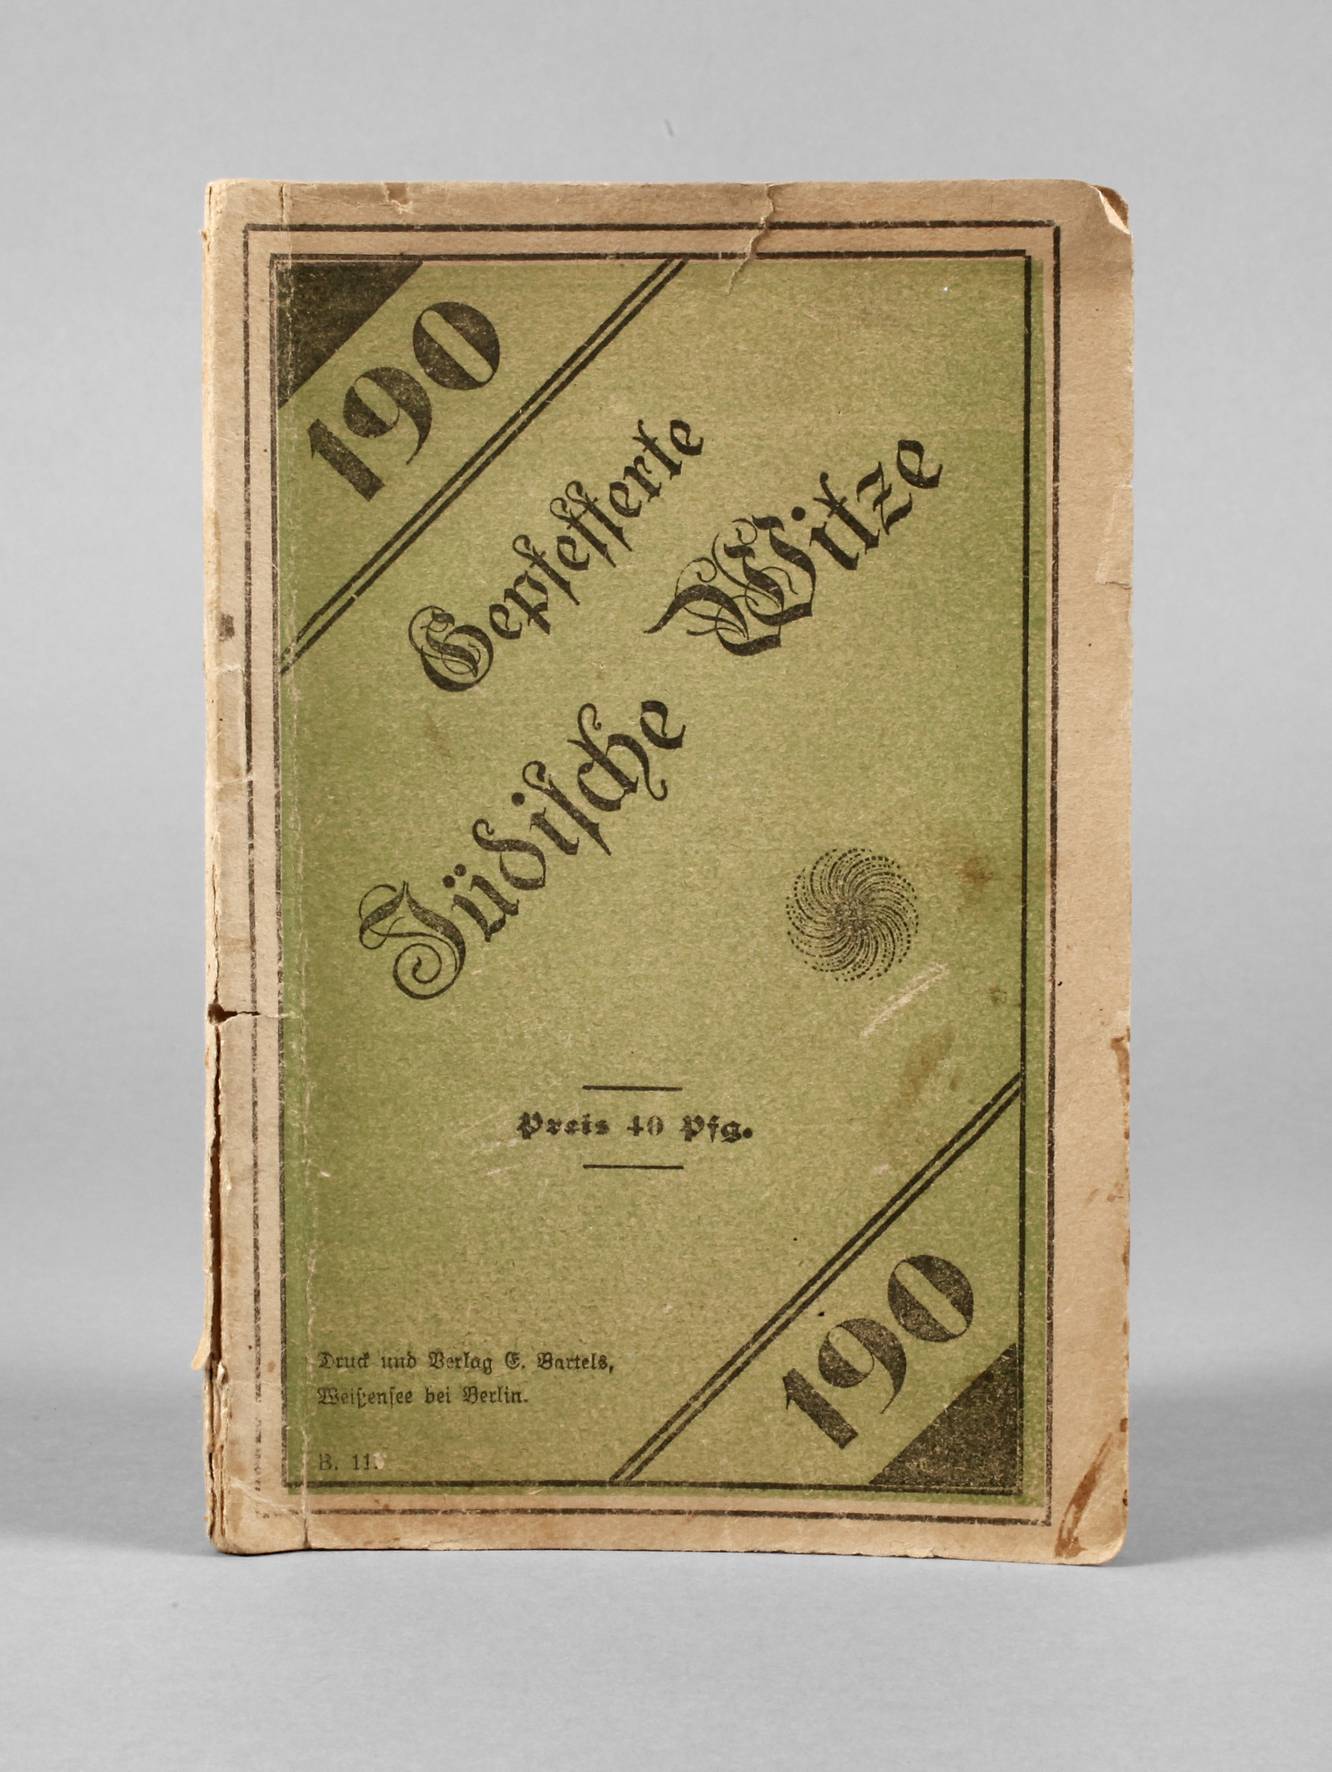 190
Gepfefferte
Jüdische Witze
Preis 40 Pfg.
Druck und Verlag E. Bartels,
Weißensee bei Berlin.
B.
190